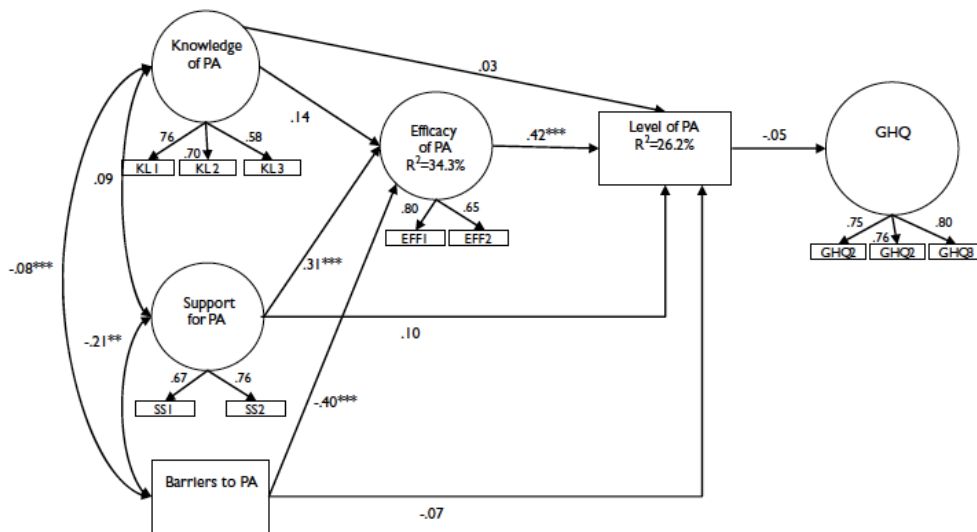 Knowledge
of PA
.03
.14
76
.70
.58
KL1
KL2
KL3
Efficacy
of PA
R²=34.3%
.42***
Level of PA
R²=26.2%
-.05
GHQ
.80
.65
EFF1
EFF2
.75
.76
.80
GHQ2
GHQ2
GHQ3
.09
-.08***
.31***
Support
for PA
.10
-.21**
.67
.76
SS1
SS2
-.40***
Barriers to PA
-.07